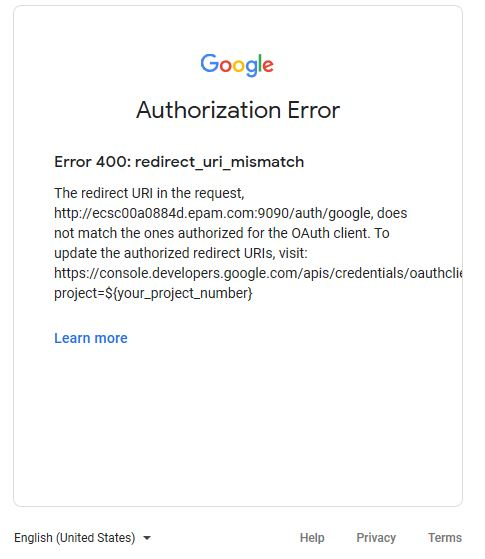 Google
Authorization Error
Error 400: redirect_uri_mismatch
The redirect URI in the request,
http://ecsc00a0884d.epam.com:9090/auth/google, does
not match the ones authorized for the OAuth client. To
update the authorized redirect URIs, visit:
https://console.developers.google.com/apis/credentials/oauthclie
project=${your_project_number}
Learn more
English (United States) Help Privacy Terms